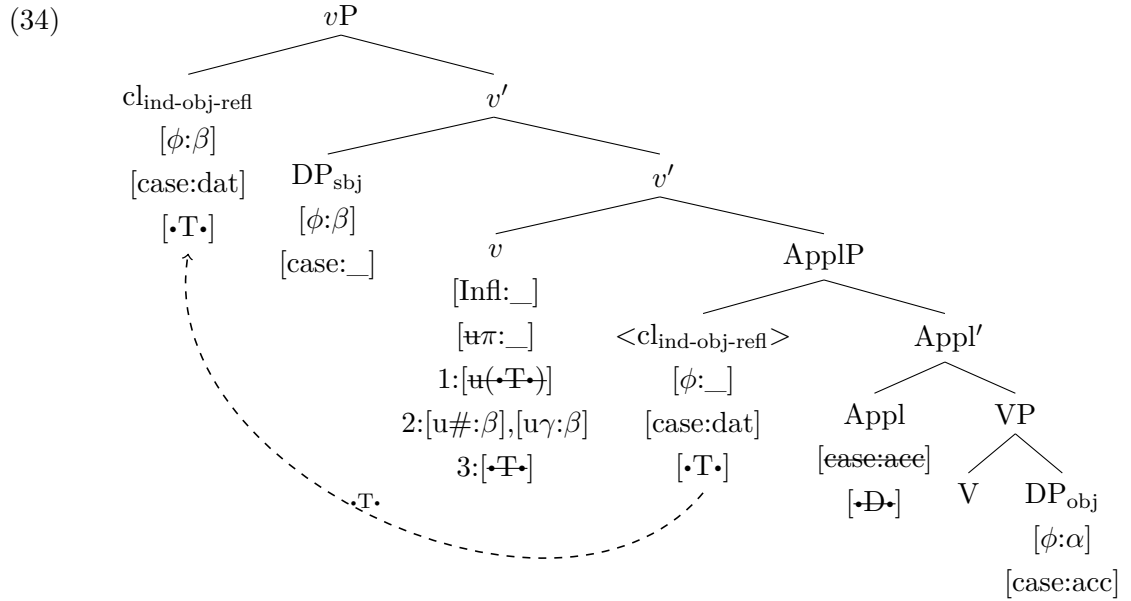 (34)
vP
cl_ind-obj-refl
[ϕ:β]
[case:dat]
[•T•]
v′
DP_sbj
[ϕ:β]
[case:_]
v′
v
[Infl:_]
[uπ:_]
1:[u(•T•)]
2:[u#:β],[uγ:β]
3:[•T•]
ApplP
<cl_ind-obj-refl>
[ϕ:_]
[case:dat]
[•T•]
Appl′
Appl
[case:acc]
[•D•]
VP
V
DP_obj
[ϕ:α]
[case:acc]
•T•